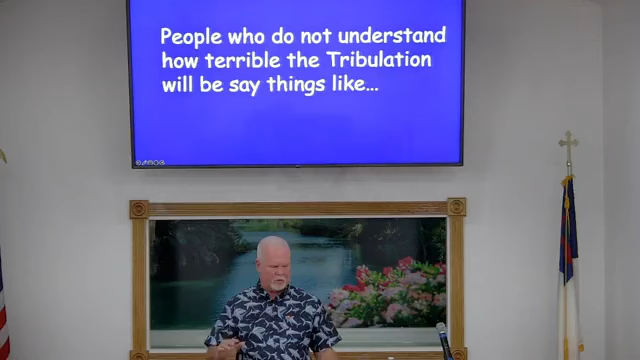 People who do not understand
how terrible the Tribulation
will be say things like...